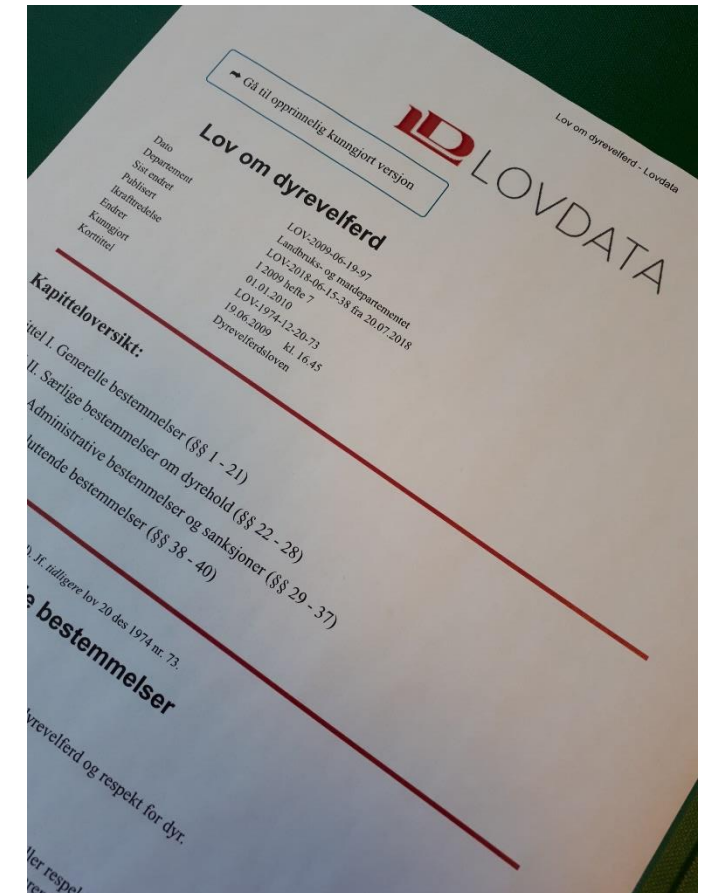 Lov om dyrevelferd - Lovdata
LOVDATA
Gå til opprinnelig kunngjort versjon
Lov om dyrevelferd
Dato LOV-2009-06-19-97
Departement Landbruks- og matdepartementet
Sist endret LOV-2018-06-15-38 fra 20.07.2018
Publisert I 2009 hefte 7
Ikrafttredelse 01.01.2010
Endrer LOV-1974-12-20-73
Kunngjort 19.06.2009 kl. 16.45
Korttittel Dyrevelferdsloven
Kapitteloversikt:
I. Generelle bestemmelser (§§ 1 - 21)
II. Særlige bestemmelser om dyrehold (§§ 22 - 28)
Administrative bestemmelser og sanksjoner (§§ 29 - 37)
bestemmelser (§§ 38 - 40)
Jf. tidligere lov 20 des 1974 nr. 73.
bestemmelser
dyrevelferd og respekt for dyr.